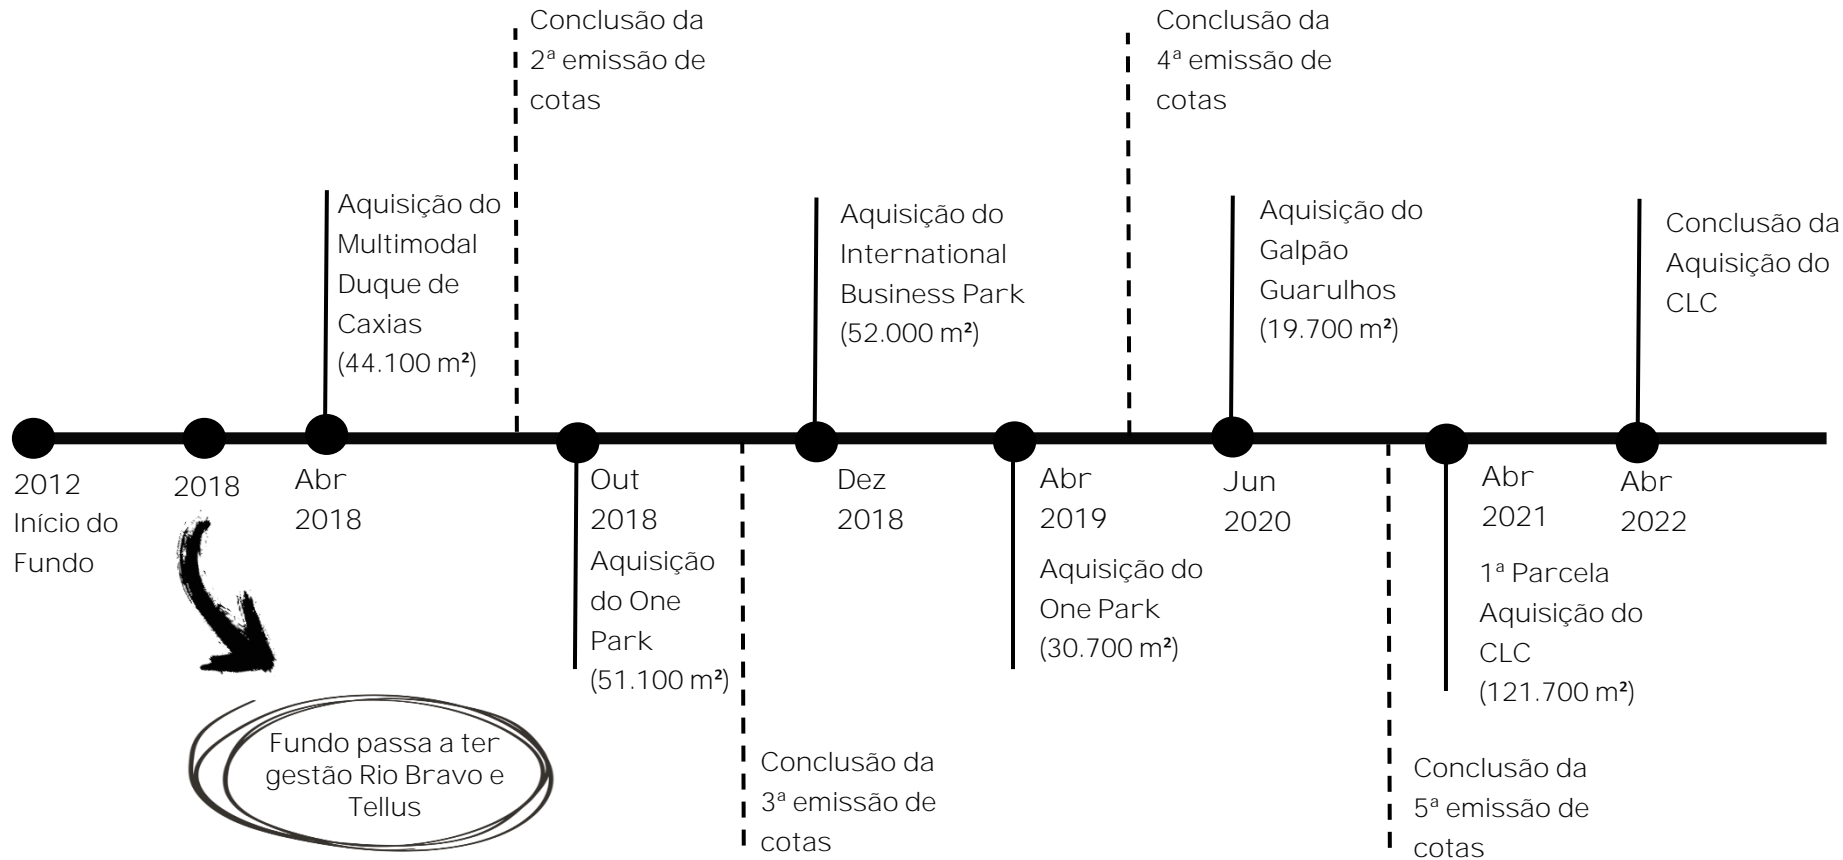 Conclusão da
2ª emissão de
cotas
Conclusão da
4ª emissão de
cotas
Aquisição do
Multimodal
Duque de
Caxias
(44.100 m²)
Aquisição do
International
Business Park
(52.000 m²)
Aquisição do
Galpão
Guarulhos
(19.700 m²)
Conclusão da
Aquisição do
CLC
2012
Início do
Fundo
2018
Abr
2018
Out
2018
Aquisição
do One
Park
(51.100 m²)
Dez
2018
Abr
2019
Aquisição do
One Park
(30.700 m²)
Jun
2020
Abr
2021
1ª Parcela
Aquisição do
CLC
(121.700 m²)
Abr
2022
Fundo passa a ter
gestão Rio Bravo e
Tellus
Conclusão da
3ª emissão de
cotas
Conclusão da
5ª emissão de
cotas